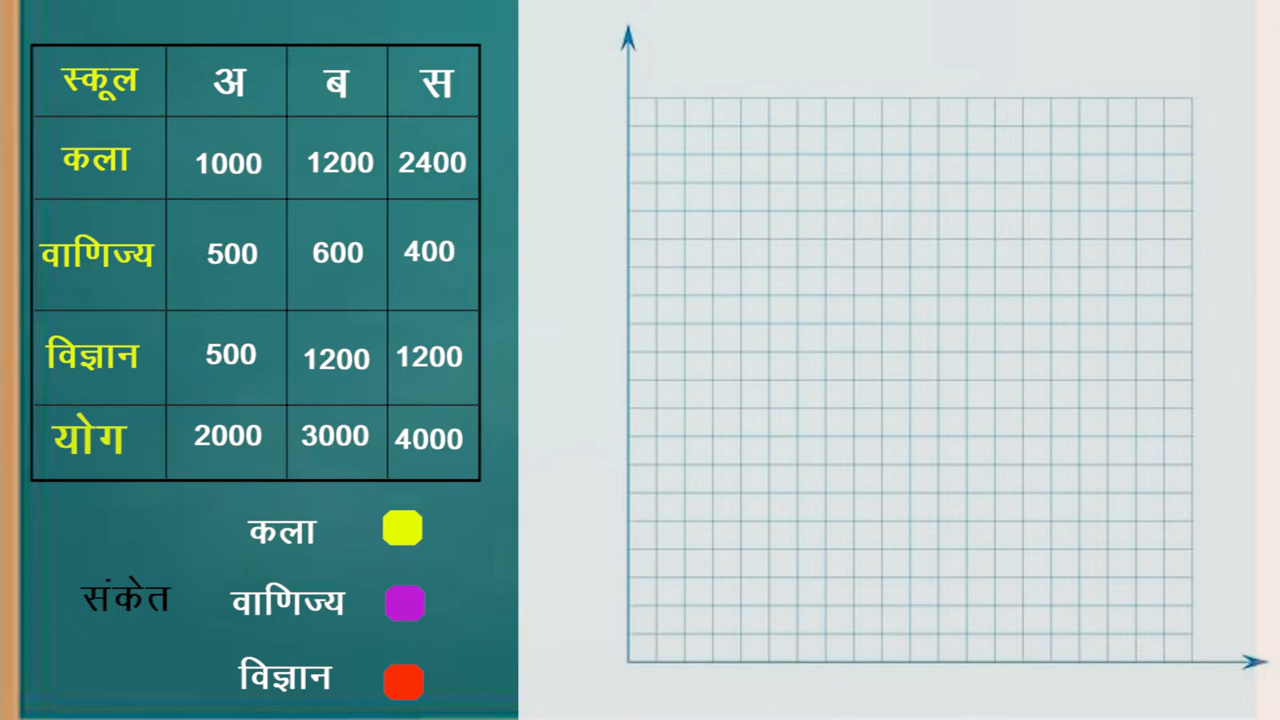 स्कूल अ ब स
कला 1000 1200 2400
वाणिज्य 500 600 400
विज्ञान 500 1200 1200
योग 2000 3000 4000
कला
संकेत वाणिज्य
विज्ञान